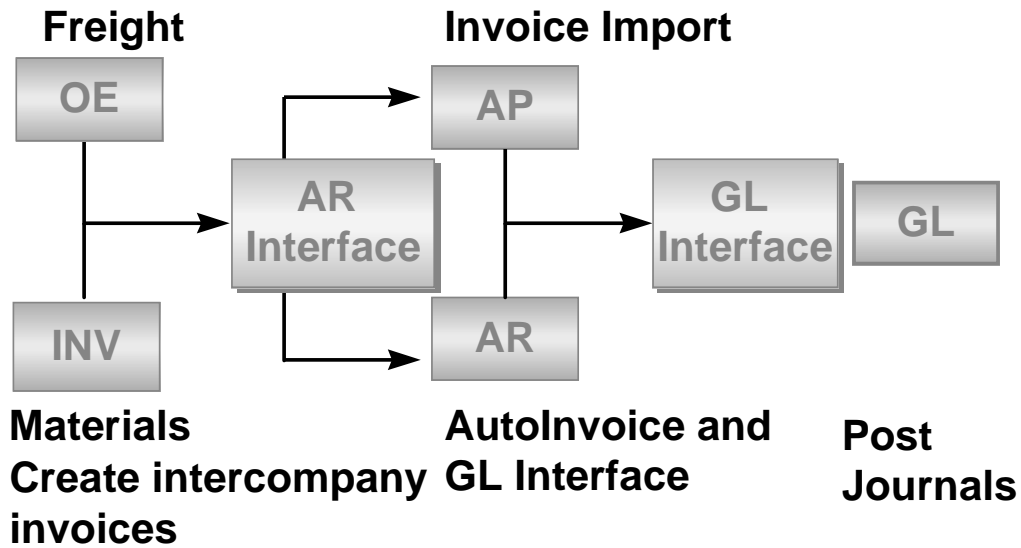 Freight
Invoice Import
OE
AP
AR
Interface
GL
Interface
GL
INV
AR
Materials
Create intercompany
invoices
AutoInvoice and
GL Interface
Post
Journals